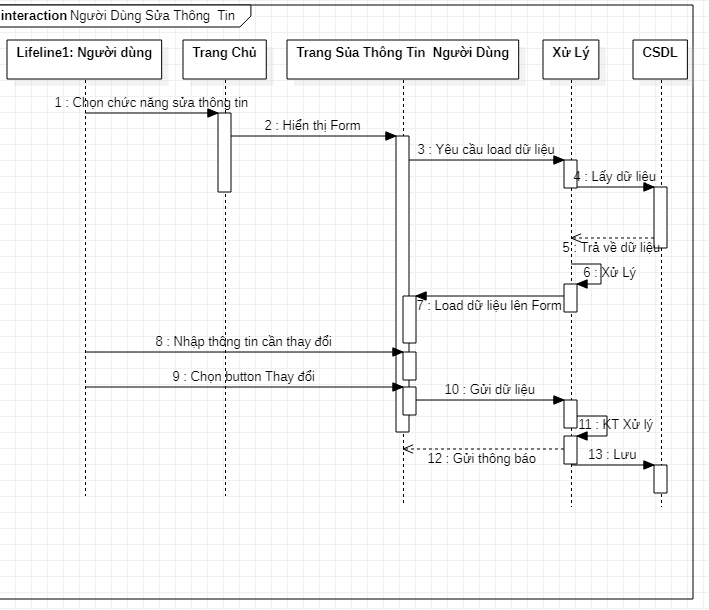 interaction Người Dùng Sửa Thông Tin
Lifeline1: Người dùng
Trang Chủ
Trang Sủa Thông Tin Người Dùng
Xử Lý
CSDL
1 : Chọn chức năng sửa thông tin
2 : Hiển thị Form
3 : Yêu cầu load dữ liệu
4 : Lấy dữ liệu
5 : Trả về dữ liệu
6 : Xử Lý
7 : Load dữ liệu lên Form
8 : Nhập thông tin cần thay đổi
9 : Chọn button Thay đổi
10 : Gửi dữ liệu
11 : KT Xử lý
12 : Gửi thông báo
13 : Lưu